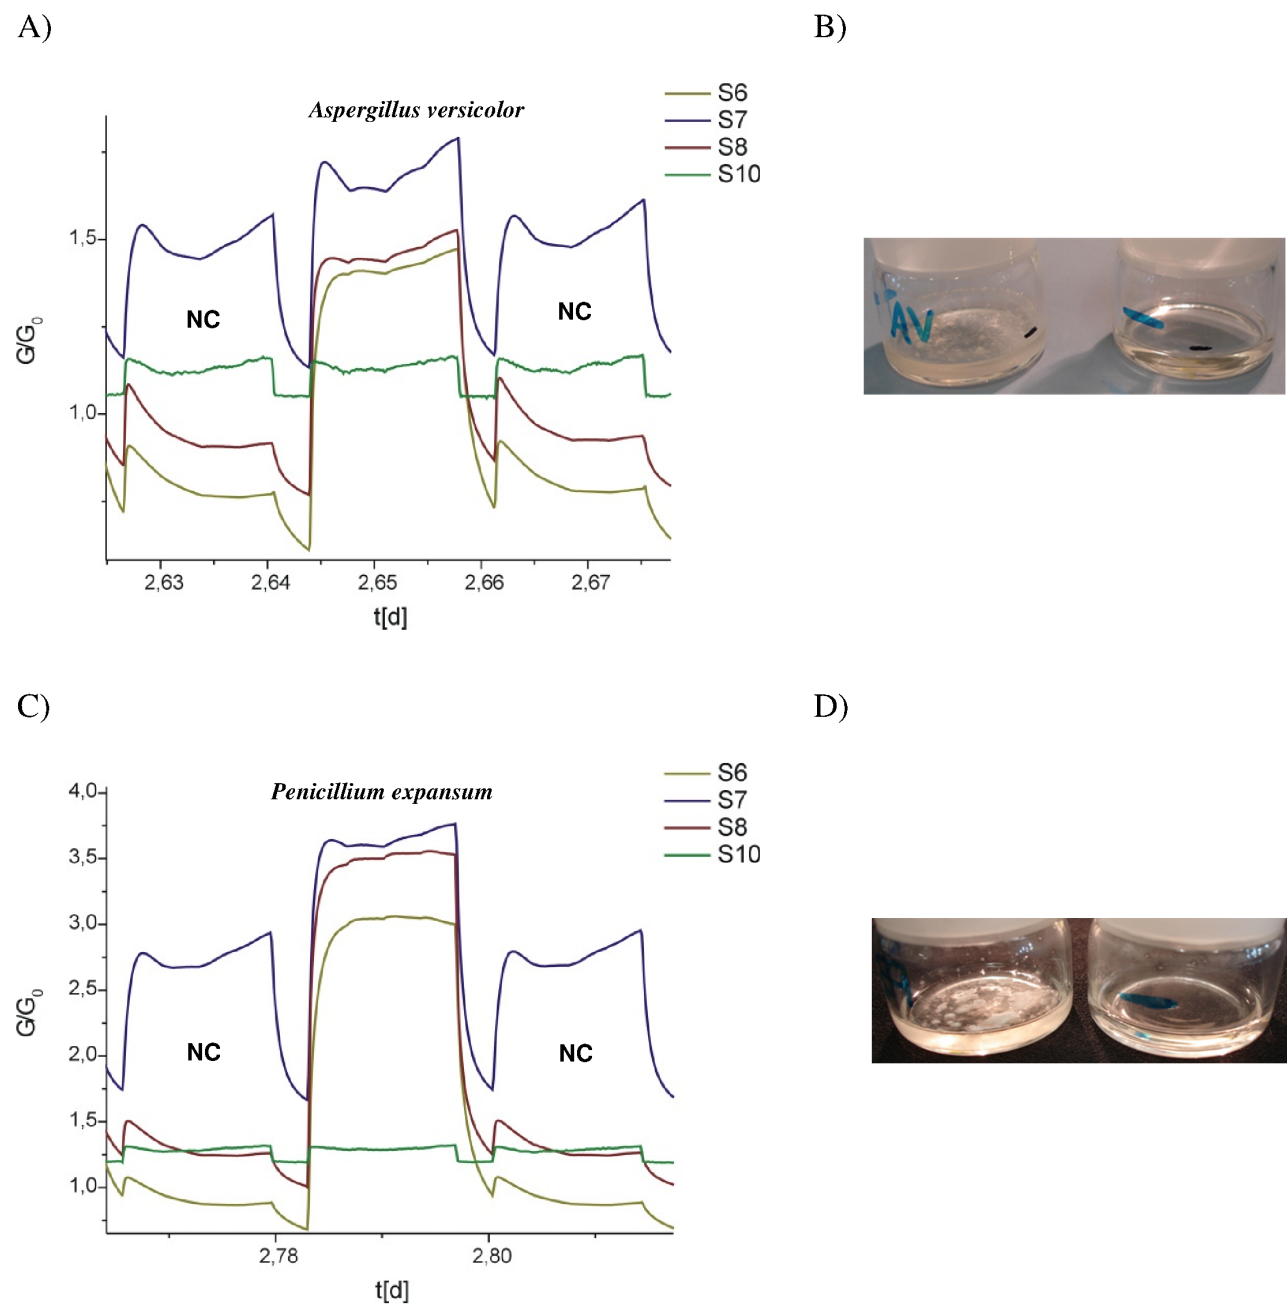 A)
B)
Aspergillus versicolor
S6
S7
S8
S10
1,5
1,0
G/G0
NC
NC
AV
2,63
2,64
2,65
2,66
2,67
t[d]
C)
D)
Penicillium expansum
S6
S7
S8
S10
4,0
3,5
3,0
2,5
2,0
1,5
1,0
G/G0
NC
NC
2,78
2,80
t[d]